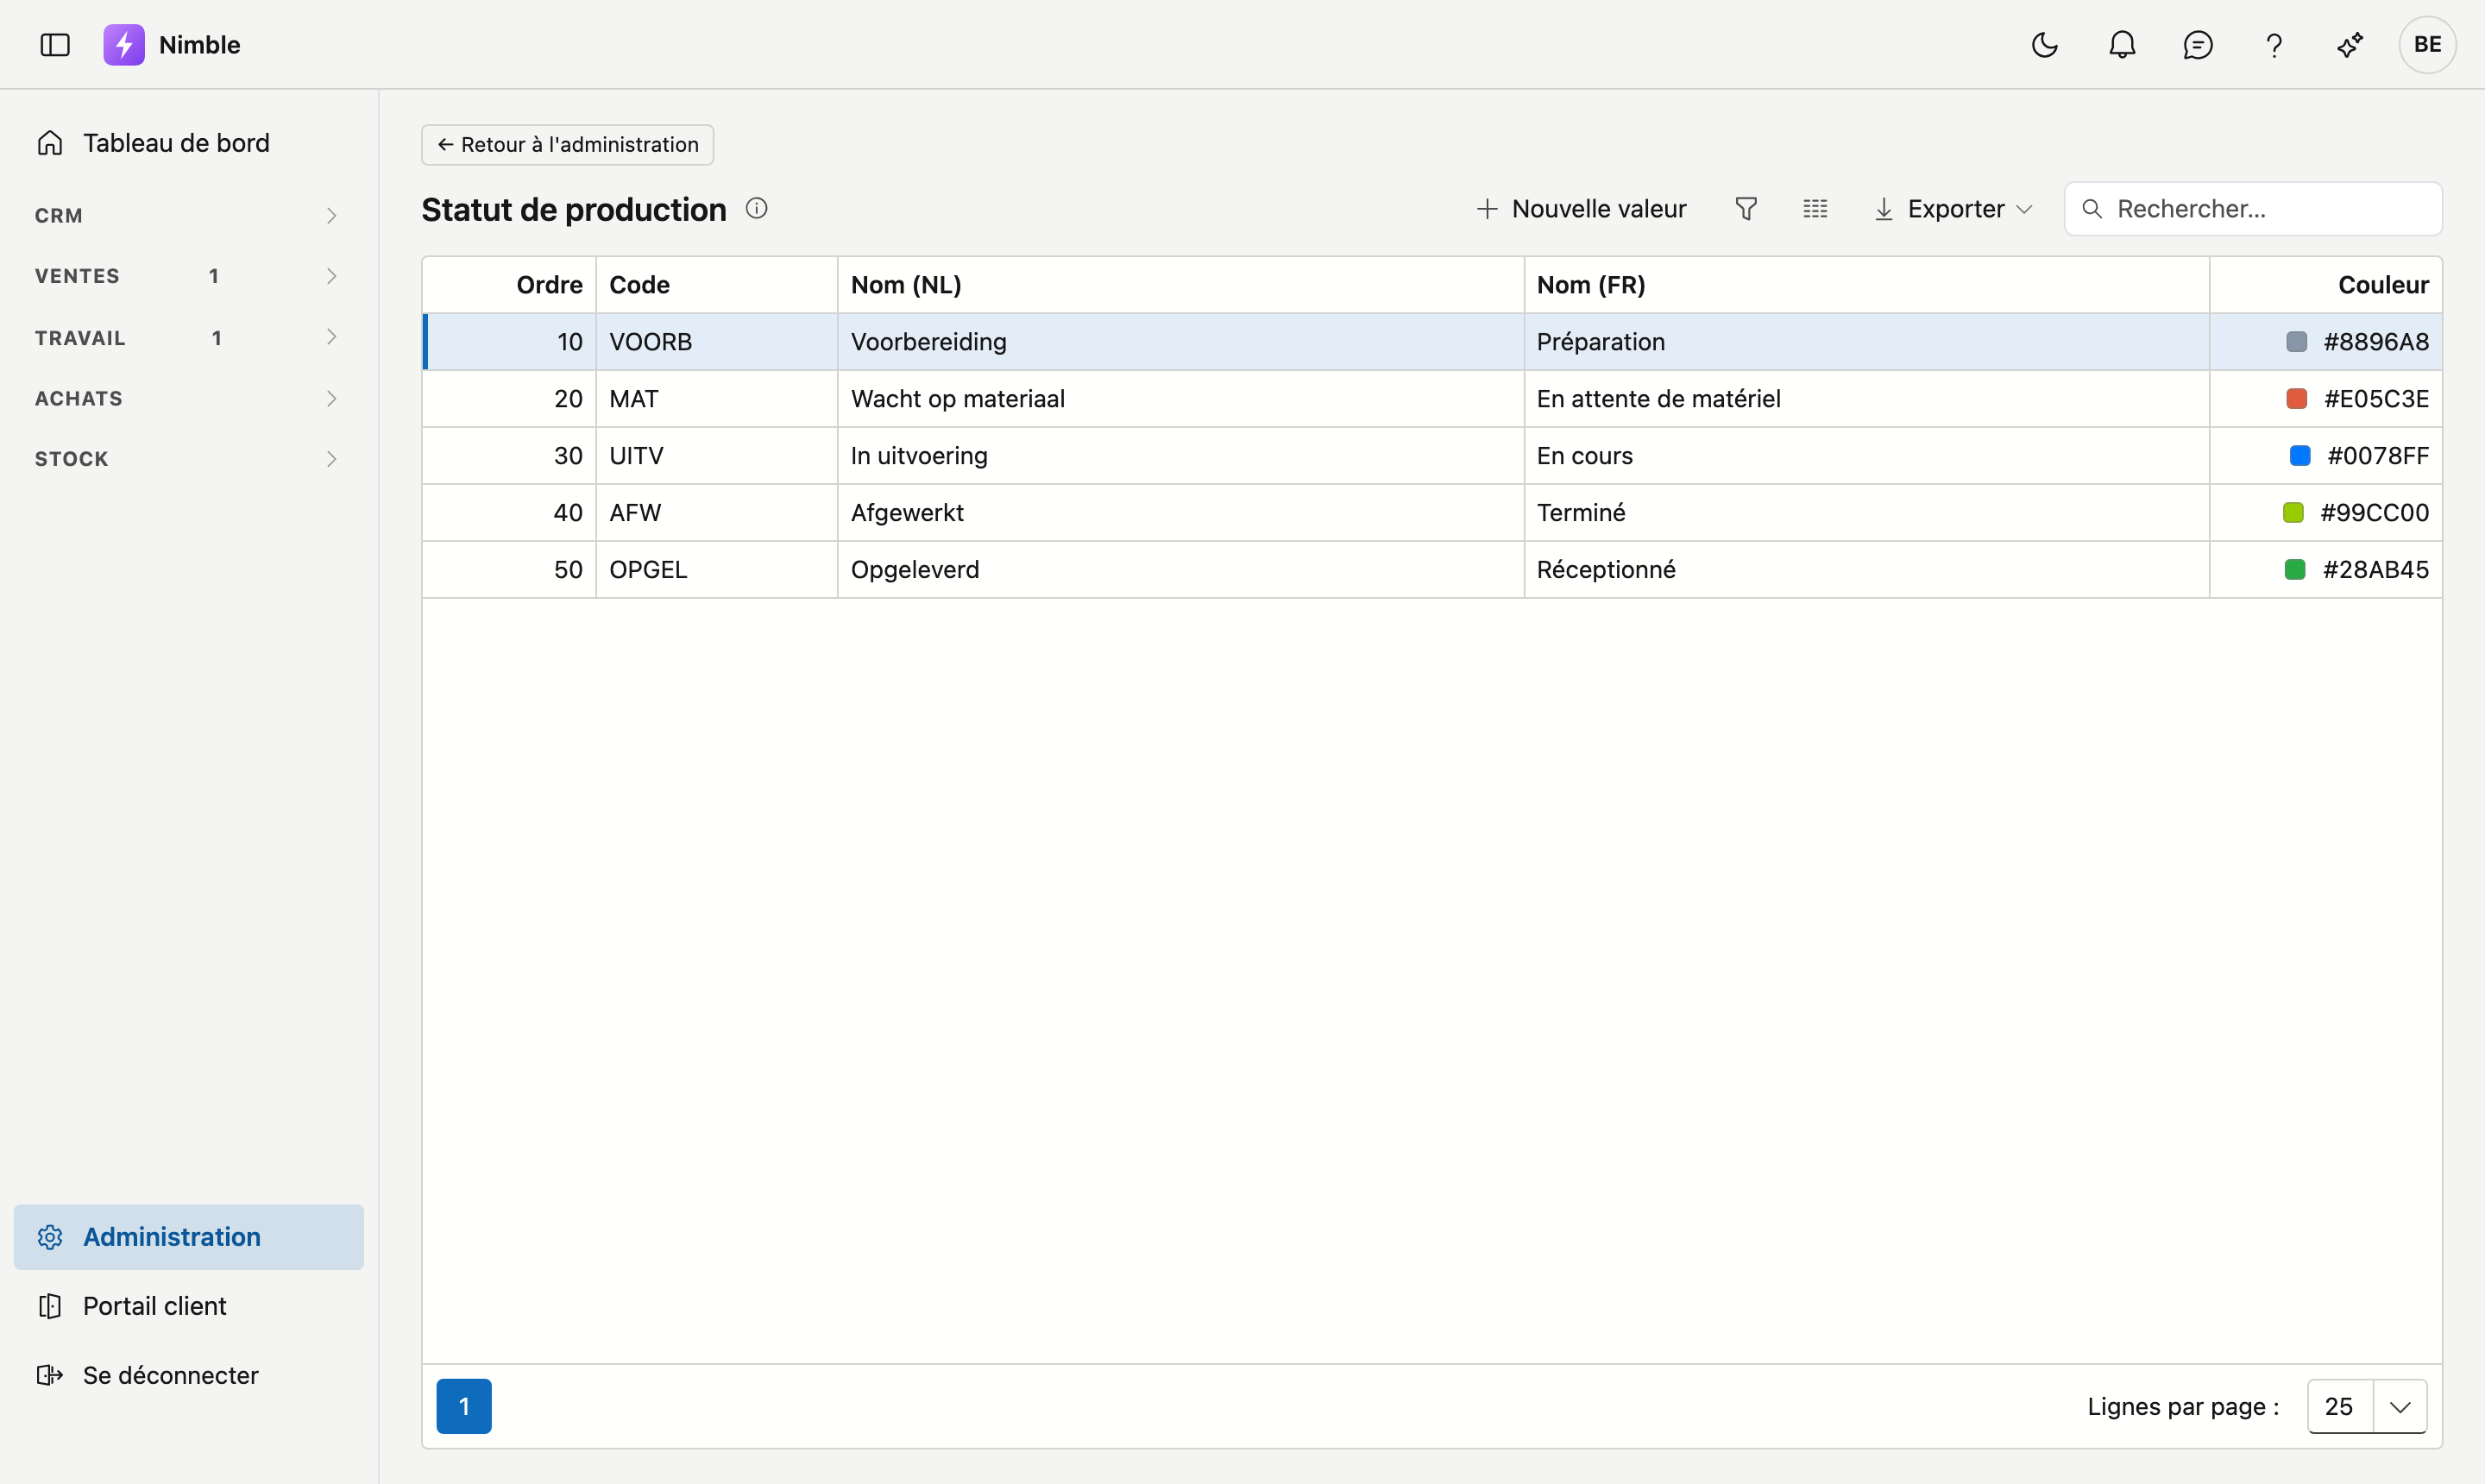 Nimble
BE
Tableau de bord
CRM
VENTES 1
TRAVAIL 1
ACHATS
STOCK
Administration
Portail client
Se déconnecter
← Retour à l'administration
Statut de production
Nouvelle valeur
Exporter
Rechercher...
Ordre Code Nom (NL) Nom (FR) Couleur
10 VOORB Voorbereiding Préparation #8896A8
20 MAT Wacht op materiaal En attente de matériel #E05C3E
30 UITV In uitvoering En cours #0078FF
40 AFW Afgewerkt Terminé #99CC00
50 OPGEL Opgeleverd Réceptionné #28AB45
1
Lignes par page : 25